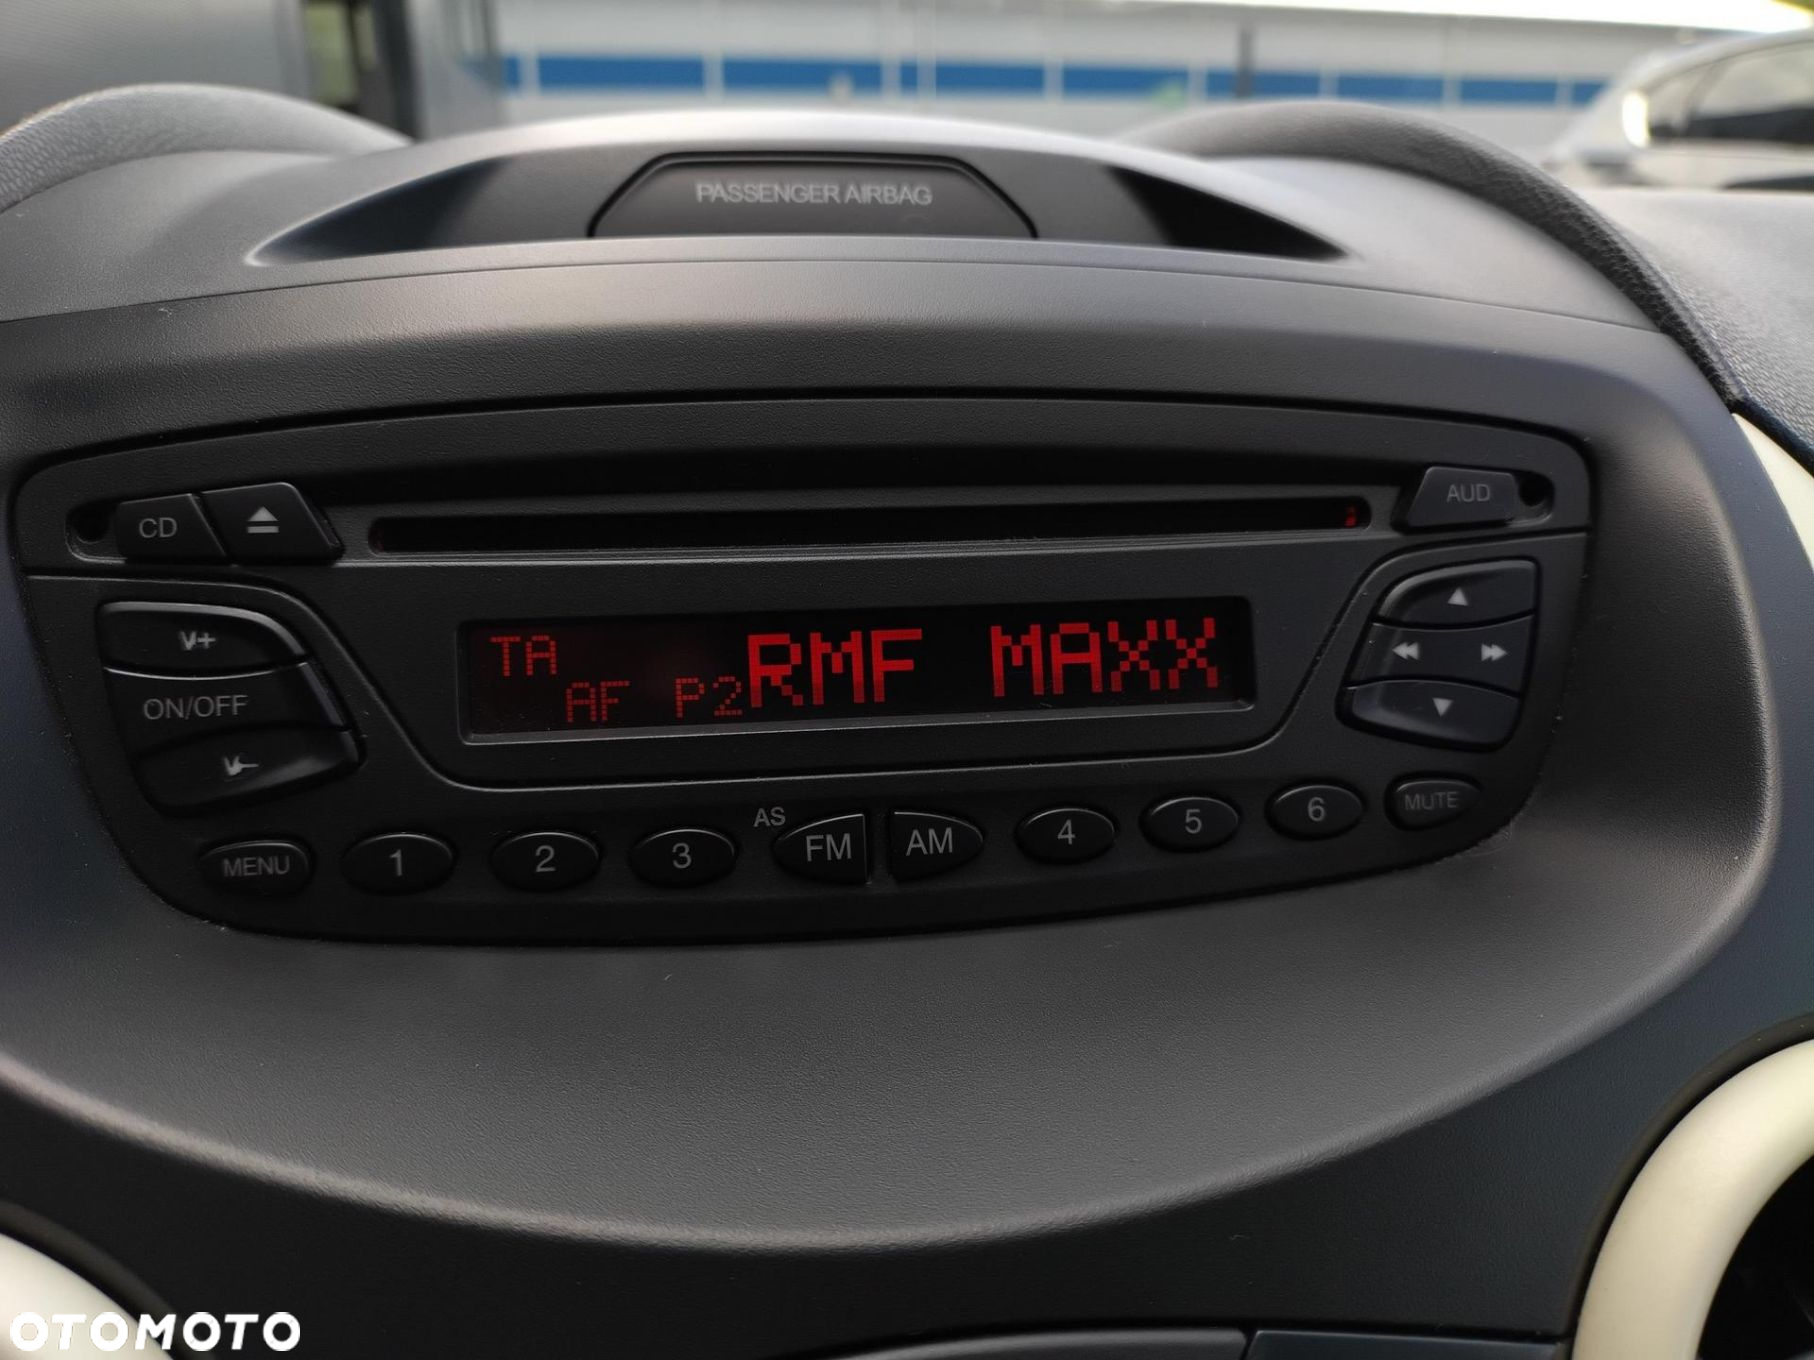 PASSENGER AIRBAG
CD
AUD
V+
TA
RMF MAXX
AF P2
ON/OFF
V-
AS
MENU
1
2
3
FM
AM
4
5
6
MUTE
OTOMOTO